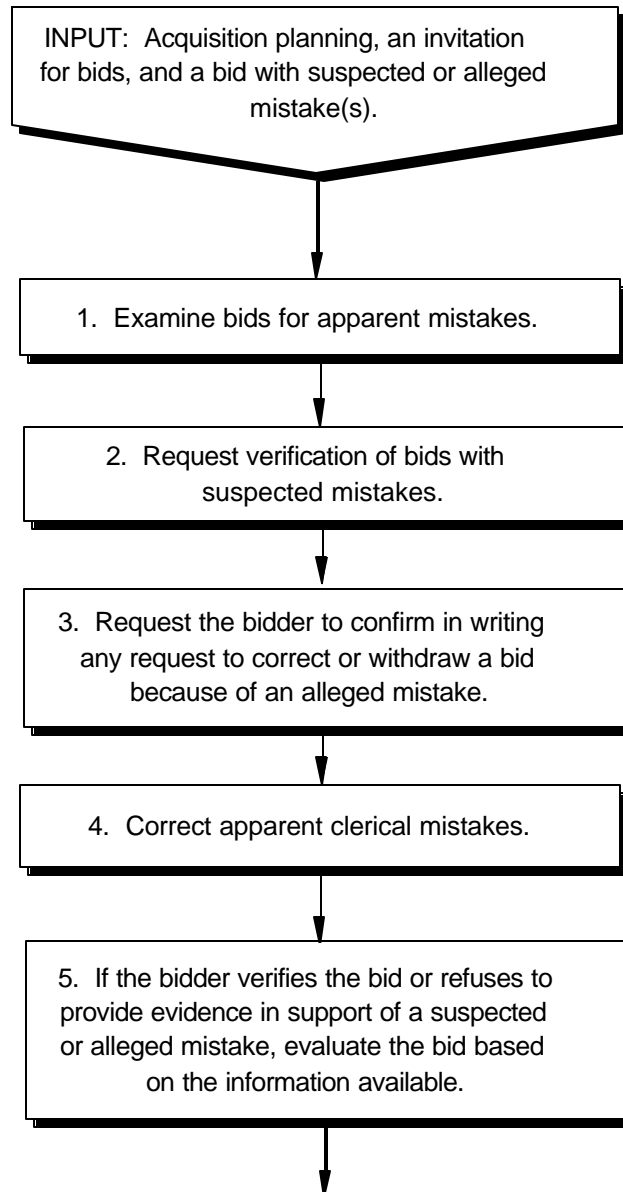 INPUT:  Acquisition planning, an invitation
for bids, and a bid with suspected or alleged
mistake(s).
1.  Examine bids for apparent mistakes.
2.  Request verification of bids with
suspected mistakes.
3.  Request the bidder to confirm in writing
any request to correct or withdraw a bid
because of an alleged mistake.
4.  Correct apparent clerical mistakes.
5.  If the bidder verifies the bid or refuses to
provide evidence in support of a suspected
or alleged mistake, evaluate the bid based
on the information available.